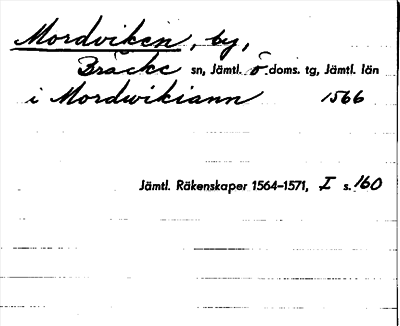 Mordviken, by,
Bräcke sn, Jämtl. ö. doms. tg, Jämtl. län
i Mordwikiann 1566
Jämtl. Räkenskaper 1564–1571, I s. 160